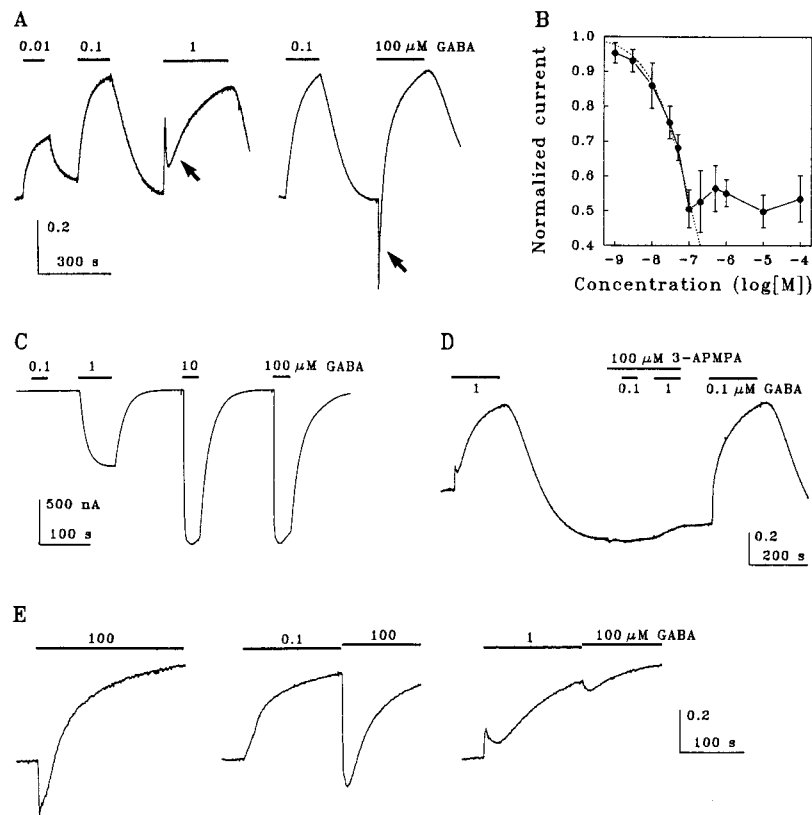 A
0.01 0.1 1 0.1 100 μM GABA
0.2
300 s
B
Normalized current
1.0
0.9
0.8
0.7
0.6
0.5
0.4
-9 -8 -7 -6 -5 -4
Concentration (log[M])
C
0.1 1 10 100 μM GABA
500 nA
100 s
D
100 μM 3-APMPA
0.1
1 1 0.1 μM GABA
0.2
200 s
E
100 0.1 100 1 100 μM GABA
0.2
100 s